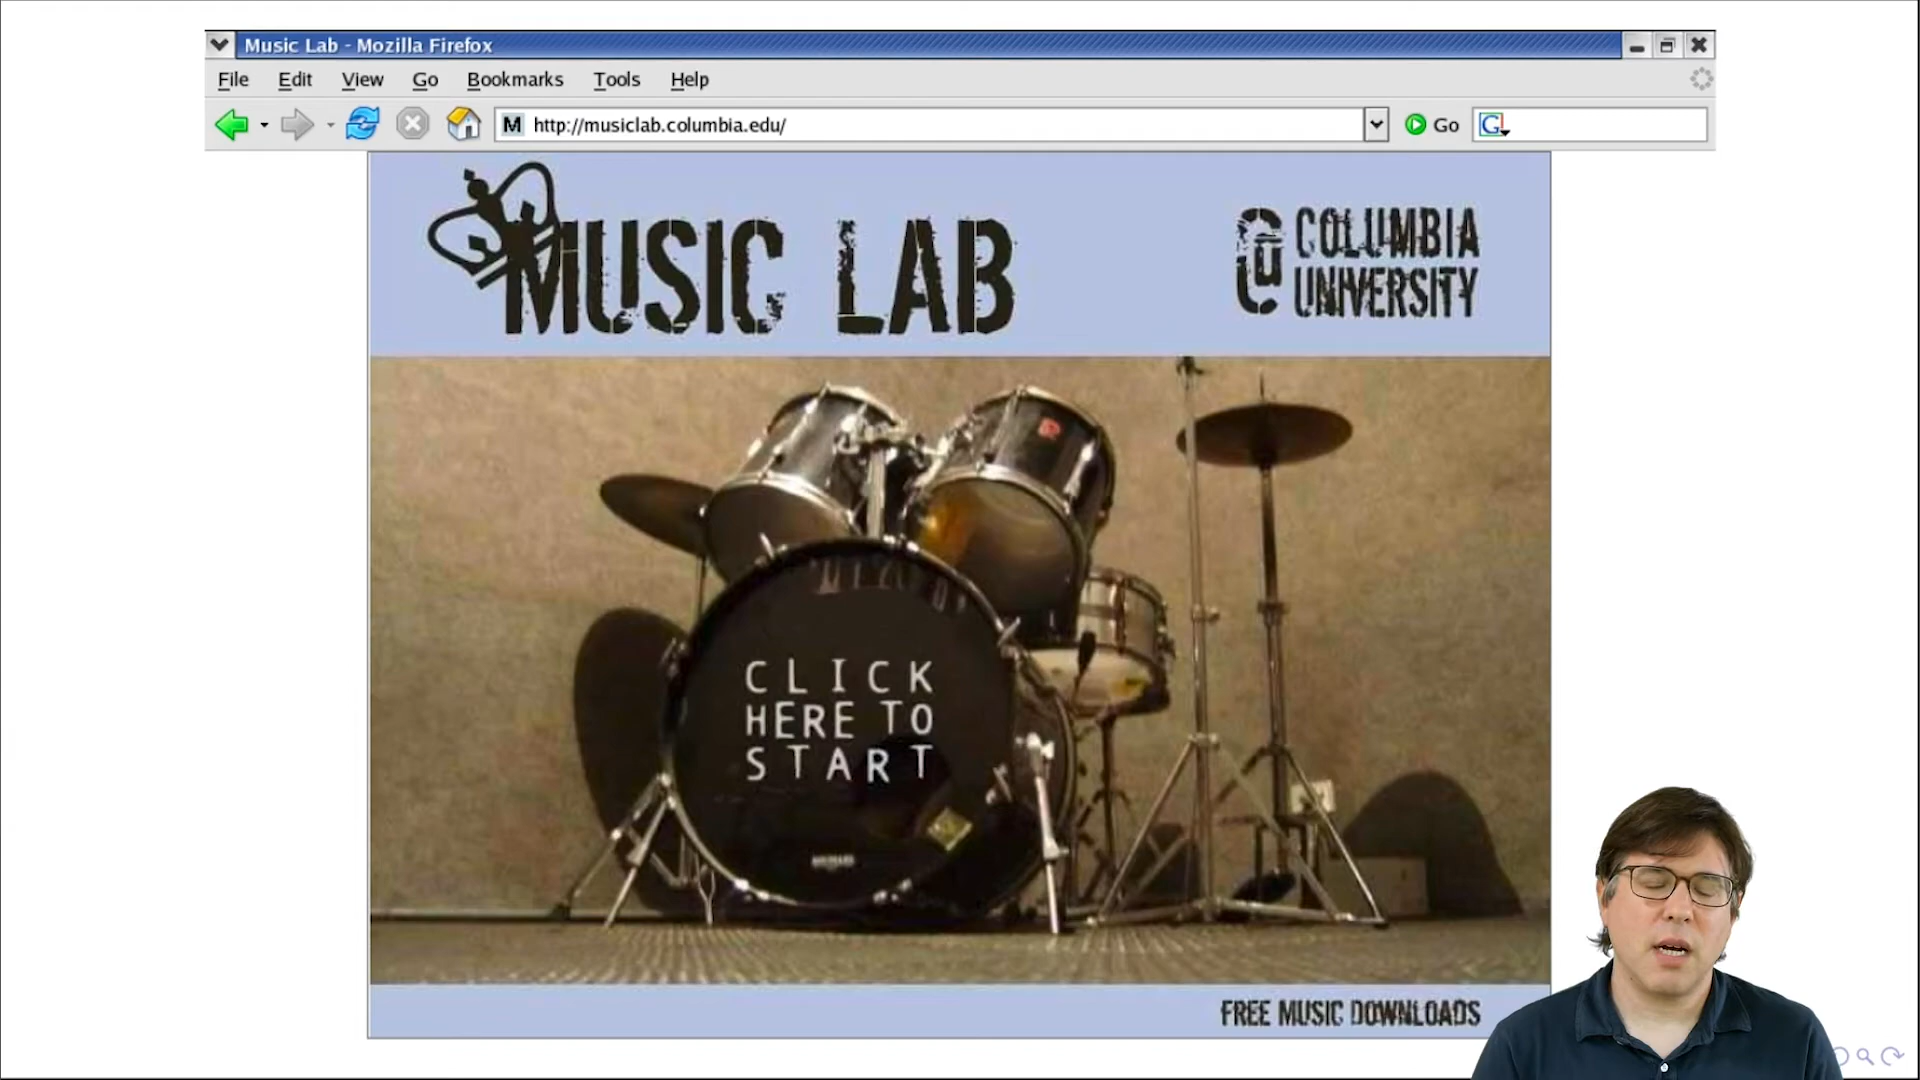 Music Lab - Mozilla Firefox
File Edit View Go Bookmarks Tools Help
M http://musiclab.columbia.edu/ Go G
MUSIC LAB
@ COLUMBIA
UNIVERSITY
CLICK
HERE TO
START
FREE MUSIC DOWNLOADS